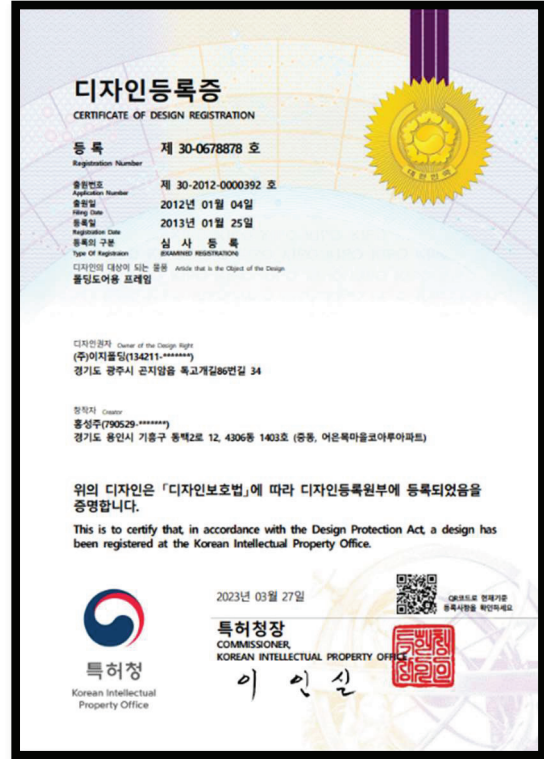 디자인등록증
CERTIFICATE OF DESIGN REGISTRATION
등 록 제 30-0678878 호
Registration Number
출원번호 제 30-2012-0000392 호
Application Number
출원일 2012년 01월 04일
Filing Date
등록일 2013년 01월 25일
Registration Date
등록의 구분 심 사 등 록
Type Of Registraion (EXAMINED REGISTRATION)
디자인의 대상이 되는 물품 Article that is the Object of the Design
폴딩도어용 프레임
디자인권자 Owner of the Design Right
(주)이지폴딩(134211-*******)
경기도 광주시 곤지암읍 독고개길86번길 34
창작자 Creator
홍성주(790529-*******)
경기도 용인시 기흥구 동백2로 12, 4306동 1403호 (중동, 어은목마을코아루아파트)
위의 디자인은 「디자인보호법」에 따라 디자인등록원부에 등록되었음을
증명합니다.
This is to certify that, in accordance with the Design Protection Act, a design has
been registered at the Korean Intellectual Property Office.
대한민국
2023년 03월 27일
QR코드로 현재기준
등록사항을 확인하세요
특허청장
COMMISSIONER,
KOREAN INTELLECTUAL PROPERTY OFFICE
이 인 실
특허청
Korean Intellectual
Property Office